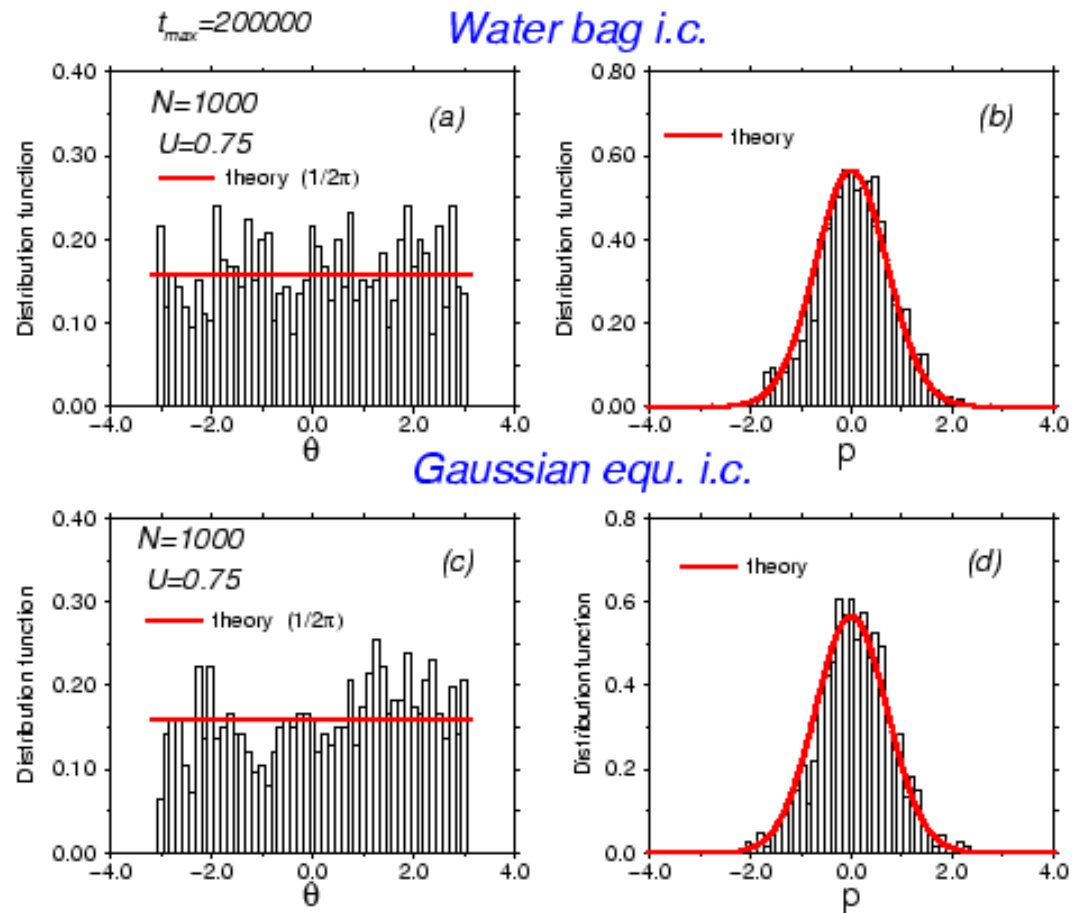 t_max=200000
Water bag i.c.
0.40
0.30
0.20
0.10
0.00
Distribution function
N=1000
U=0.75
theory (1/2π)
(a)
−4.0 −2.0 0.0 2.0 4.0
θ
0.80
0.60
0.40
0.20
0.00
Distribution function
theory
(b)
−4.0 −2.0 0.0 2.0 4.0
p
Gaussian equ. i.c.
0.40
0.30
0.20
0.10
0.00
Distribution function
N=1000
U=0.75
theory (1/2π)
(c)
−4.0 −2.0 0.0 2.0 4.0
θ
0.8
0.6
0.4
0.2
0.0
Distribution function
theory
(d)
−4.0 −2.0 0.0 2.0 4.0
p